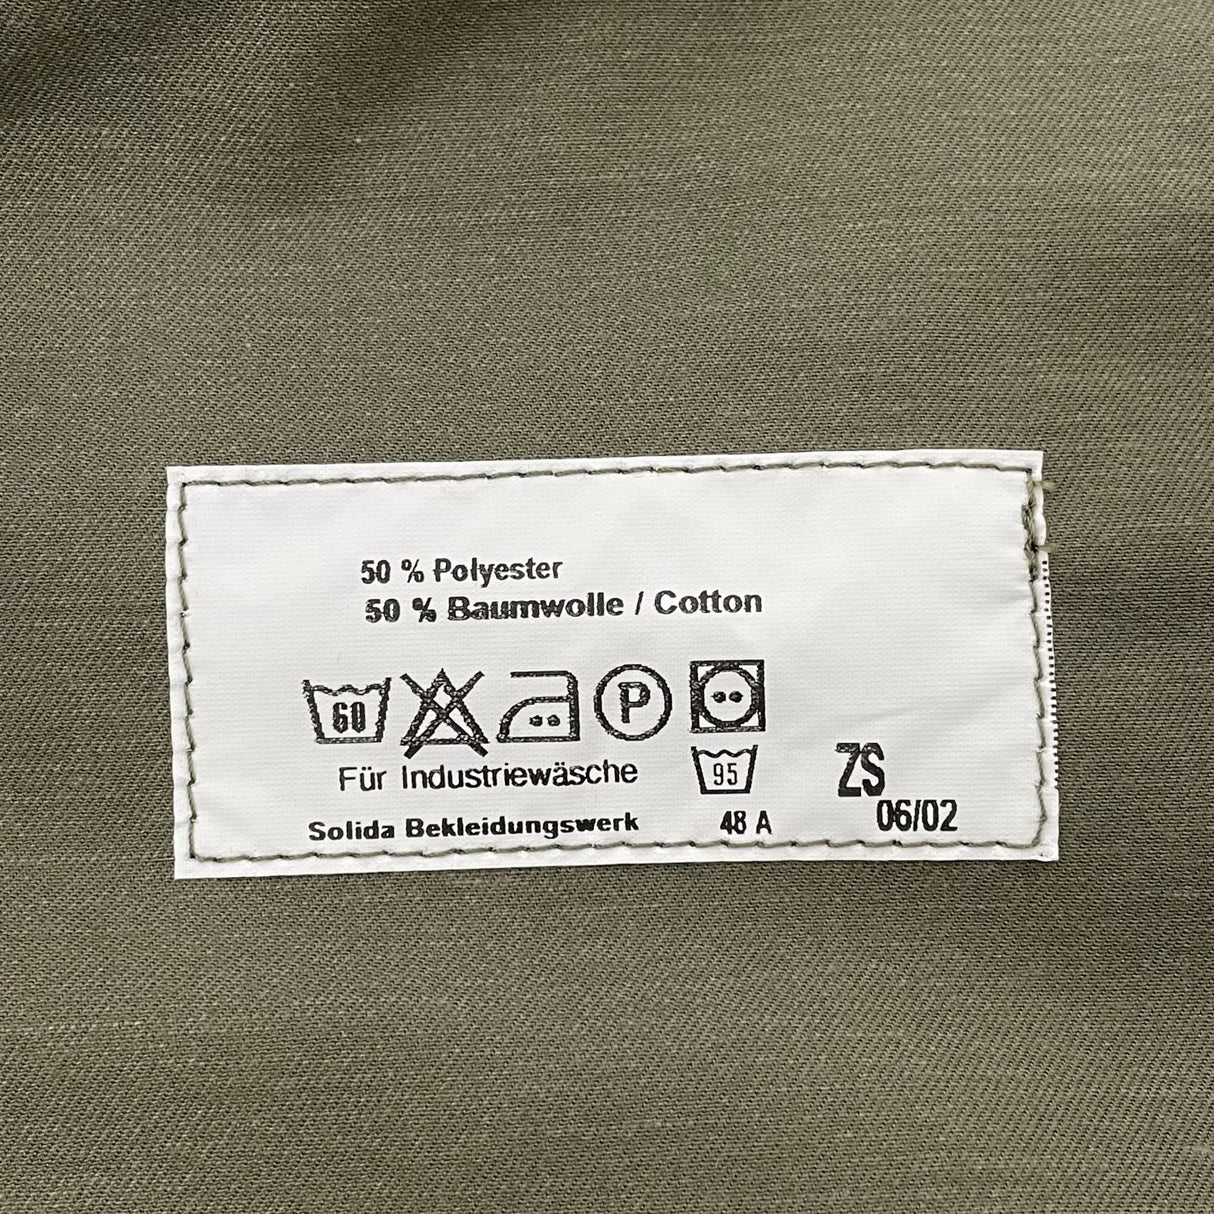 50 % Polyester
50 % Baumwolle / Cotton
60 P
Für Industriewäsche 95 ZS
Solida Bekleidungswerk 48 A 06/02